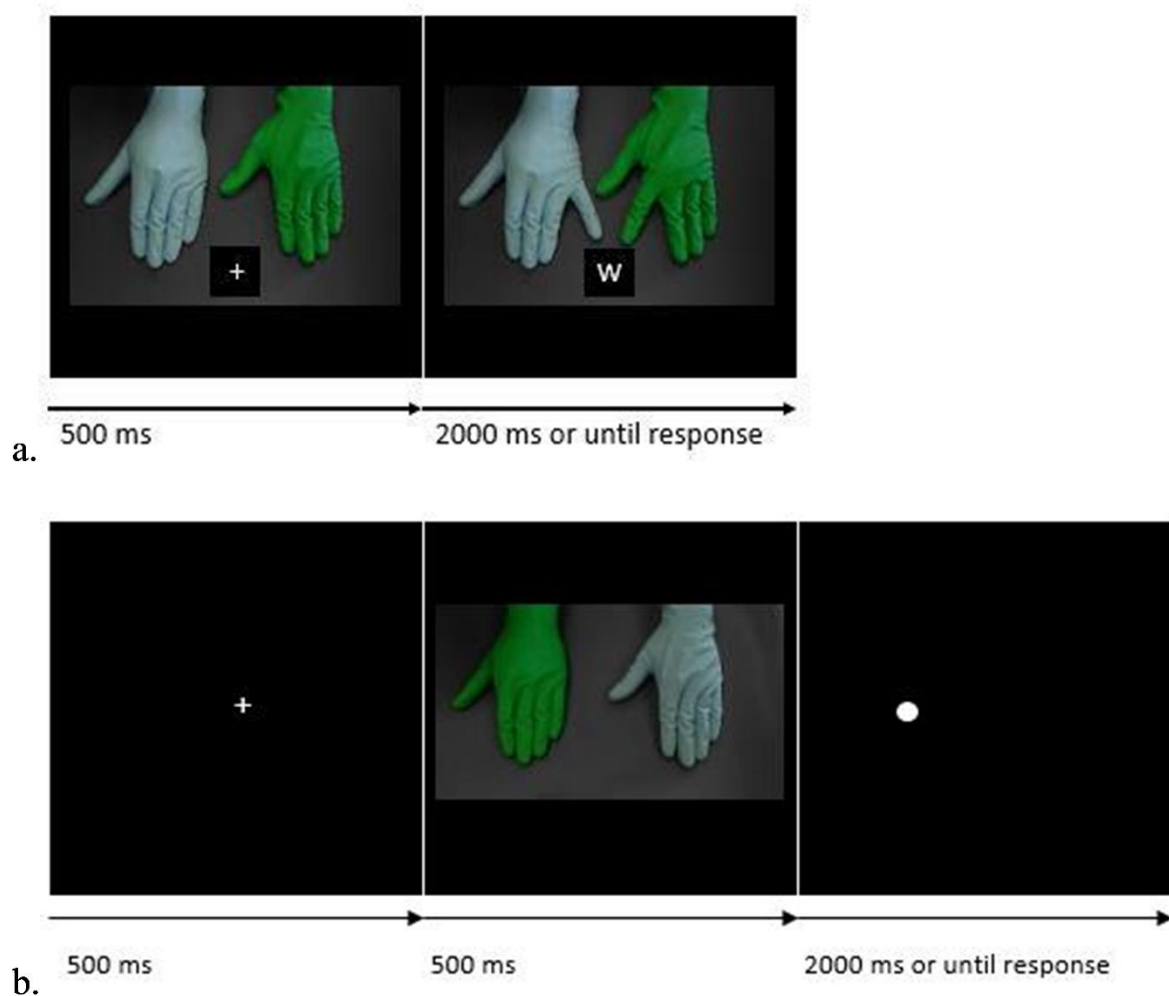 +
W
500 ms
2000 ms or until response
a.
+
500 ms
500 ms
2000 ms or until response
b.